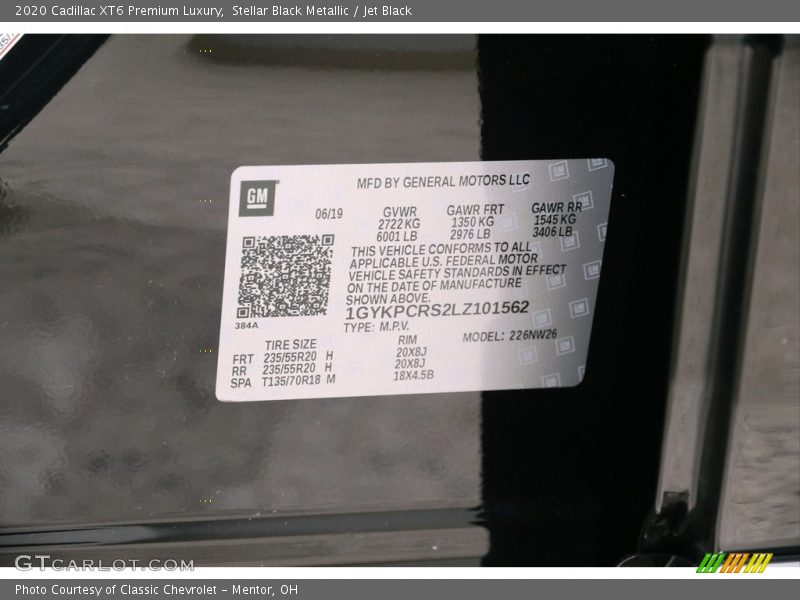 2020 Cadillac XT6 Premium Luxury,  Stellar Black Metallic / Jet Black
GM
MFD BY GENERAL MOTORS LLC
06/19 GVWR GAWR FRT GAWR RR
2722 KG 1350 KG 1545 KG
6001 LB 2976 LB 3406 LB
THIS VEHICLE CONFORMS TO ALL
APPLICABLE U.S. FEDERAL MOTOR
VEHICLE SAFETY STANDARDS IN EFFECT
ON THE DATE OF MANUFACTURE
SHOWN ABOVE.
384A
1GYKPCRS2LZ101562
TYPE: M.P.V. MODEL: 226NW26
TIRE SIZE RIM
FRT 235/55R20 H 20X8J
RR 235/55R20 H 20X8J
SPA T135/70R18 M 18X4.5B
GTCARLOT.COM
Photo Courtesy of Classic Chevrolet - Mentor, OH